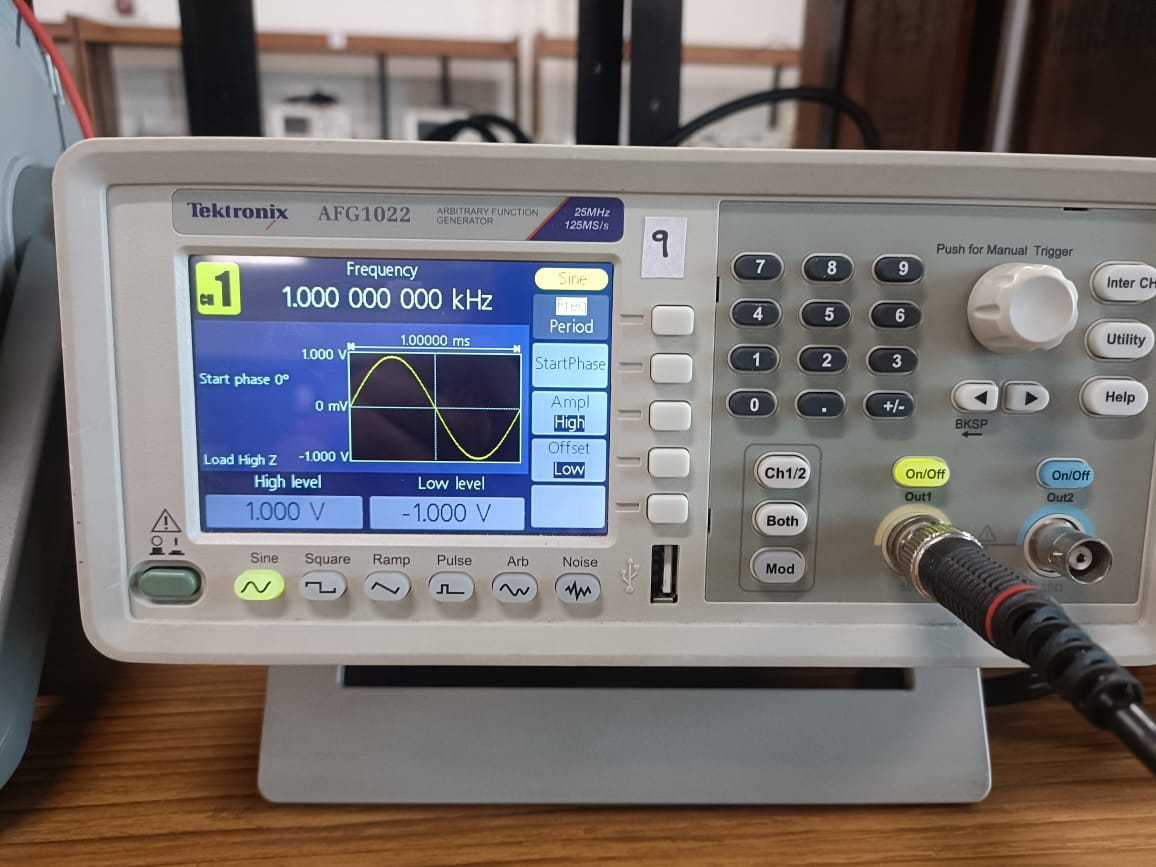 Tektronix AFG1022 ARBITRARY FUNCTION GENERATOR 25MHz 125MS/s
9
CH1
Frequency
1.000 000 000 kHz
Sine
Freq
Period
StartPhase
Ampl
High
Offset
Low
1.00000 ms
1.000 V
Start phase 0°
0 mV
Load High Z
-1.000 V
High level
Low level
1.000 V
-1.000 V
Sine Square Ramp Pulse Arb Noise
7 8 9
4 5 6
1 2 3
0 . +/-
Push for Manual Trigger
Inter CH
Utility
Help
BKSP
Ch1/2
Both
Mod
On/Off
Out1
On/Off
Out2